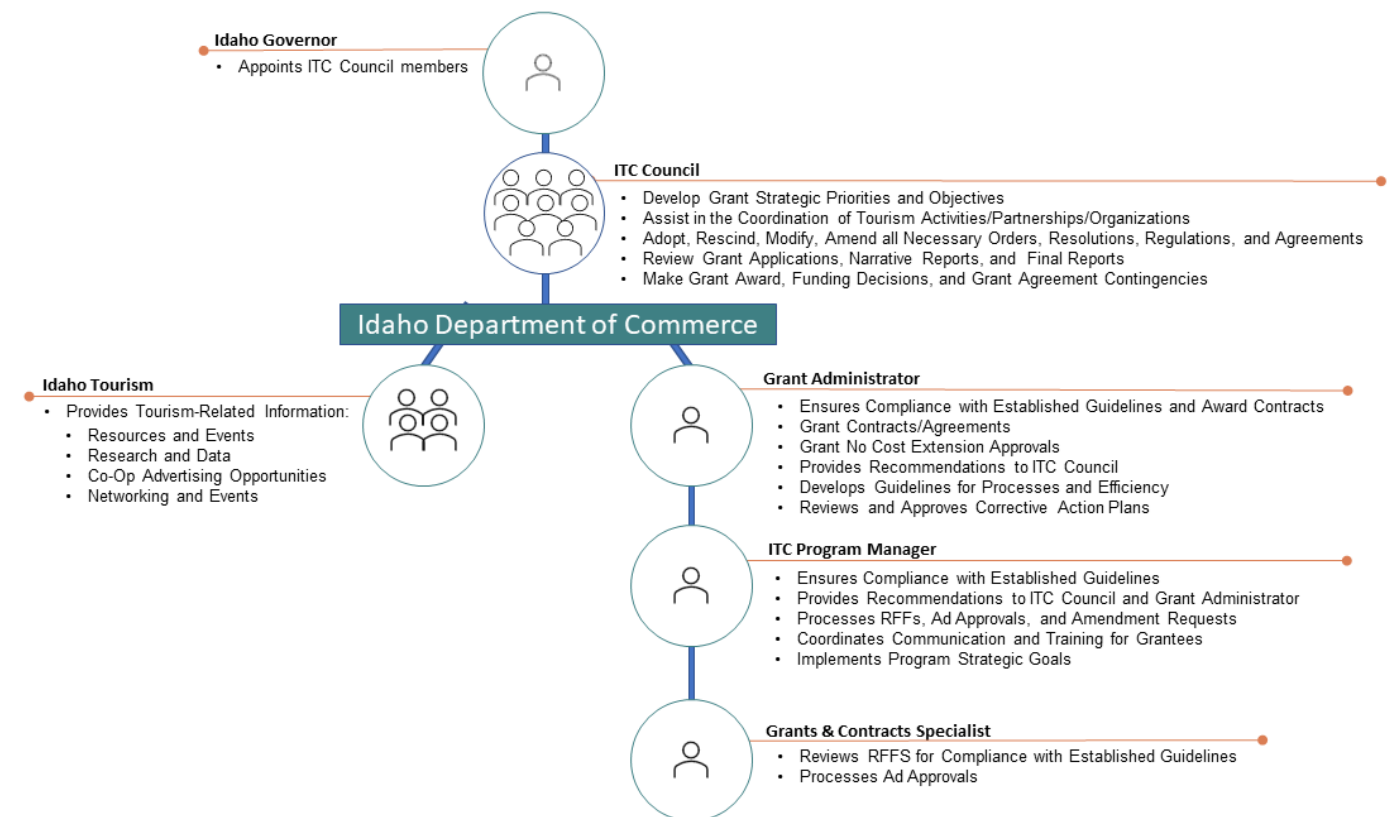 Idaho Governor
• Appoints ITC Council members
ITC Council
• Develop Grant Strategic Priorities and Objectives
• Assist in the Coordination of Tourism Activities/Partnerships/Organizations
• Adopt, Rescind, Modify, Amend all Necessary Orders, Resolutions, Regulations, and Agreements
• Review Grant Applications, Narrative Reports, and Final Reports
• Make Grant Award, Funding Decisions, and Grant Agreement Contingencies
Idaho Department of Commerce
Idaho Tourism
• Provides Tourism-Related Information:
• Resources and Events
• Research and Data
• Co-Op Advertising Opportunities
• Networking and Events
Grant Administrator
• Ensures Compliance with Established Guidelines and Award Contracts
• Grant Contracts/Agreements
• Grant No Cost Extension Approvals
• Provides Recommendations to ITC Council
• Develops Guidelines for Processes and Efficiency
• Reviews and Approves Corrective Action Plans
ITC Program Manager
• Ensures Compliance with Established Guidelines
• Provides Recommendations to ITC Council and Grant Administrator
• Processes RFFs, Ad Approvals, and Amendment Requests
• Coordinates Communication and Training for Grantees
• Implements Program Strategic Goals
Grants & Contracts Specialist
• Reviews RFFS for Compliance with Established Guidelines
• Processes Ad Approvals